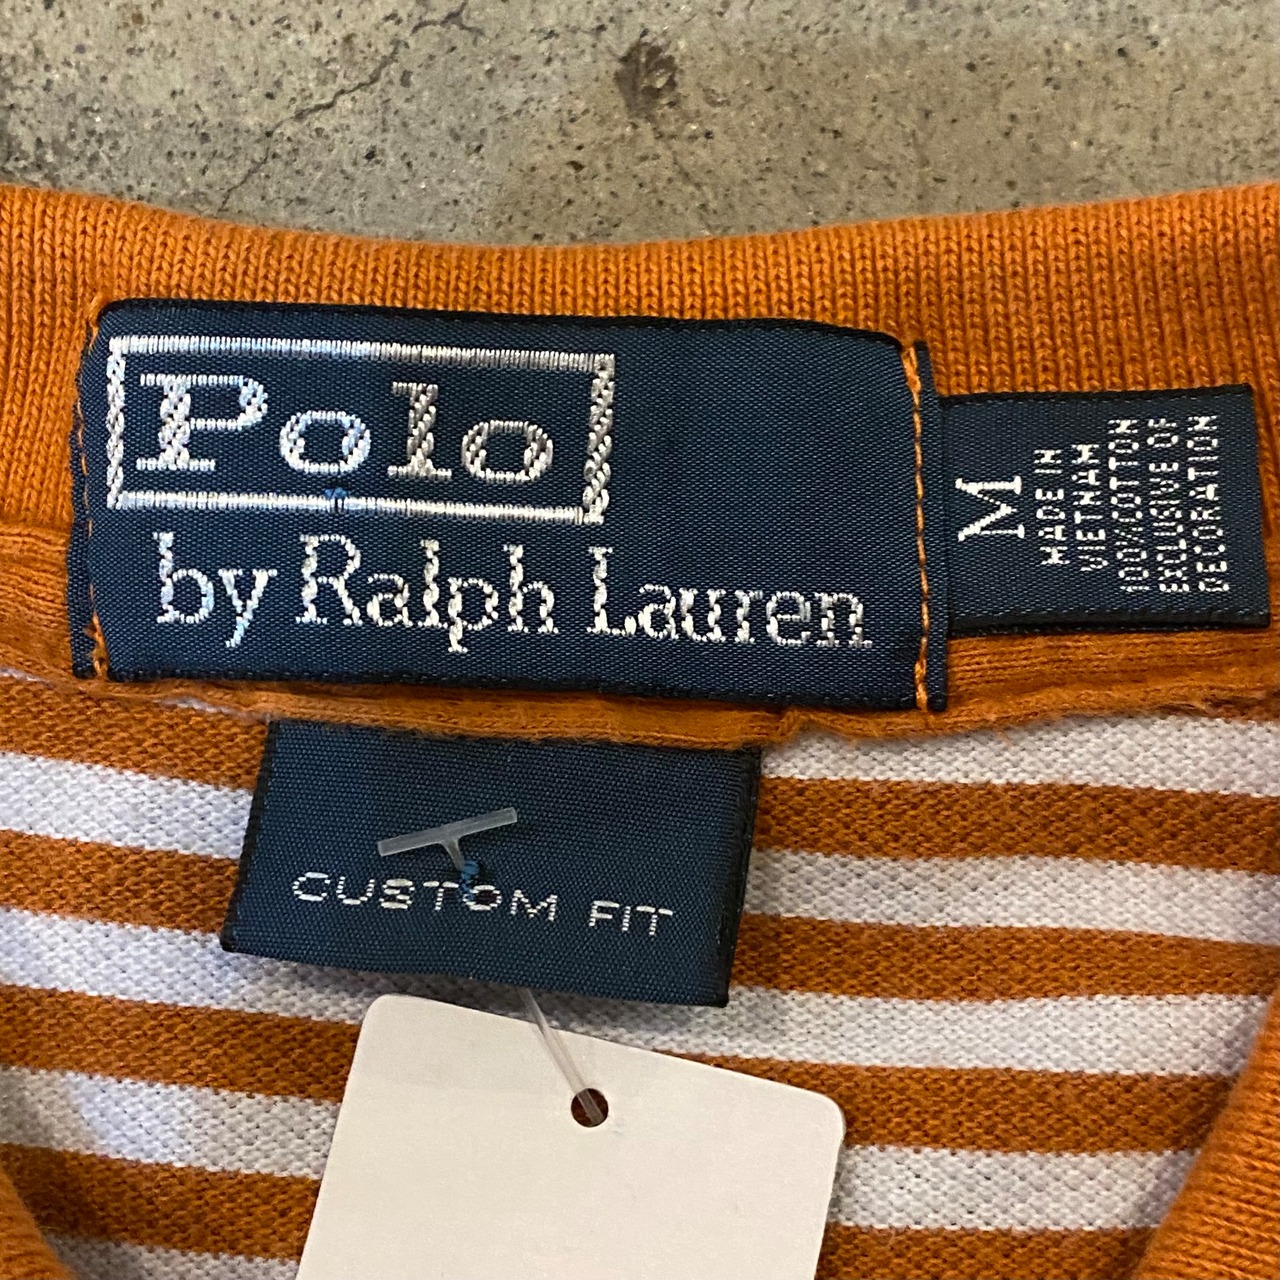 Polo
by Ralph Lauren
M
MADE IN
VIETNAM
100%COTTON
EXCLUSIVE OF
DECORATION
CUSTOM FIT